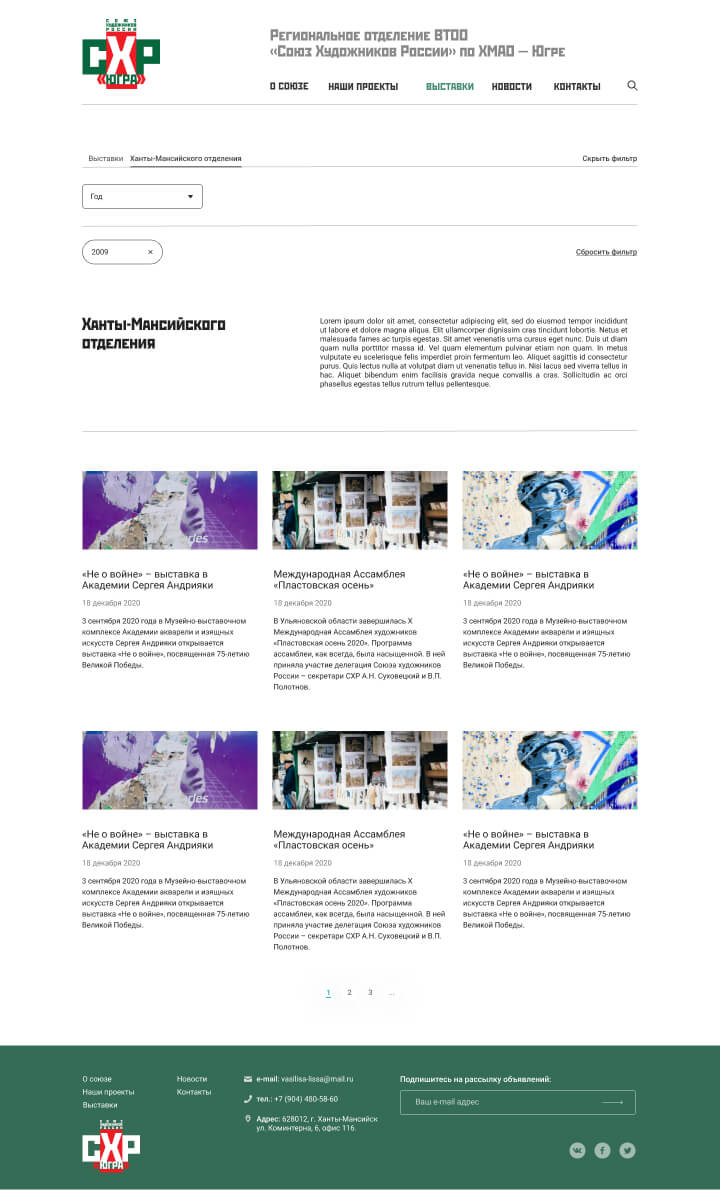 СОЮЗ
ХУДОЖНИКОВ
РОССИИ
СХР
«ЮГРА»
Региональное отделение ВТОО
«Союз Художников России» по ХМАО — Югре
О СОЮЗЕ НАШИ ПРОЕКТЫ ВЫСТАВКИ НОВОСТИ КОНТАКТЫ
Выставки Ханты-Мансийского отделения Скрыть фильтр
Год
2009 × Сбросить фильтр
Ханты-Мансийского
отделения
Lorem ipsum dolor sit amet, consectetur adipiscing elit, sed do eiusmod tempor incididunt
ut labore et dolore magna aliqua. Elit ullamcorper dignissim cras tincidunt lobortis. Netus et
malesuada fames ac turpis egestas. Sit amet venenatis urna cursus eget nunc. Duis ut diam
quam nulla porttitor massa id. Vel quam elementum pulvinar etiam non quam. In metus
vulputate eu scelerisque felis imperdiet proin fermentum leo. Aliquet sagittis id consectetur
purus. Quis lectus nulla at volutpat diam ut venenatis tellus in. Nisi lacus sed viverra tellus in
hac. Aliquet bibendum enim facilisis gravida neque convallis a cras. Sollicitudin ac orci
phasellus egestas tellus rutrum tellus pellentesque.
des
«Не о войне» – выставка в
Академии Сергея Андрияки
18 декабря 2020
3 сентября 2020 года в Музейно-выставочном
комплексе Академии акварели и изящных
искусств Сергея Андрияки открывается
выставка «Не о войне», посвященная 75-летию
Великой Победы.
Международная Ассамблея
«Пластовская осень»
18 декабря 2020
В Ульяновской области завершилась X
Международная Ассамблея художников
«Пластовская осень 2020». Программа
ассамблеи, как всегда, была насыщенной. В ней
приняла участие делегация Союза художников
России – секретари СХР А.Н. Суховецкий и В.П.
Полотнов.
«Не о войне» – выставка в
Академии Сергея Андрияки
18 декабря 2020
3 сентября 2020 года в Музейно-выставочном
комплексе Академии акварели и изящных
искусств Сергея Андрияки открывается
выставка «Не о войне», посвященная 75-летию
Великой Победы.
des
«Не о войне» – выставка в
Академии Сергея Андрияки
18 декабря 2020
3 сентября 2020 года в Музейно-выставочном
комплексе Академии акварели и изящных
искусств Сергея Андрияки открывается
выставка «Не о войне», посвященная 75-летию
Великой Победы.
Международная Ассамблея
«Пластовская осень»
18 декабря 2020
В Ульяновской области завершилась X
Международная Ассамблея художников
«Пластовская осень 2020». Программа
ассамблеи, как всегда, была насыщенной. В ней
приняла участие делегация Союза художников
России – секретари СХР А.Н. Суховецкий и В.П.
Полотнов.
«Не о войне» – выставка в
Академии Сергея Андрияки
18 декабря 2020
3 сентября 2020 года в Музейно-выставочном
комплексе Академии акварели и изящных
искусств Сергея Андрияки открывается
выставка «Не о войне», посвященная 75-летию
Великой Победы.
1 2 3 ...
О союзе
Наши проекты
Выставки
Новости
Контакты
СХР
ЮГРА
e-mail: vasilisa-lissa@mail.ru
тел.: +7 (904) 480-58-60
Адрес: 628012, г. Ханты-Мансийск
ул. Коминтерна, 6, офис 116.
Подпишитесь на рассылку объявлений:
Ваш e-mail адрес